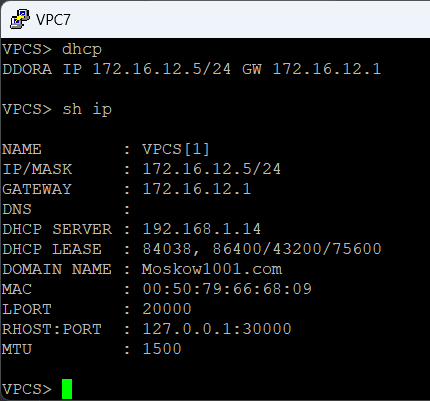 VPC7
VPCS> dhcp
DDORA IP 172.16.12.5/24 GW 172.16.12.1
VPCS> sh ip
NAME        : VPCS[1]
IP/MASK     : 172.16.12.5/24
GATEWAY     : 172.16.12.1
DNS         :
DHCP SERVER : 192.168.1.14
DHCP LEASE  : 84038, 86400/43200/75600
DOMAIN NAME : Moskow1001.com
MAC         : 00:50:79:66:68:09
LPORT       : 20000
RHOST:PORT  : 127.0.0.1:30000
MTU         : 1500
VPCS>